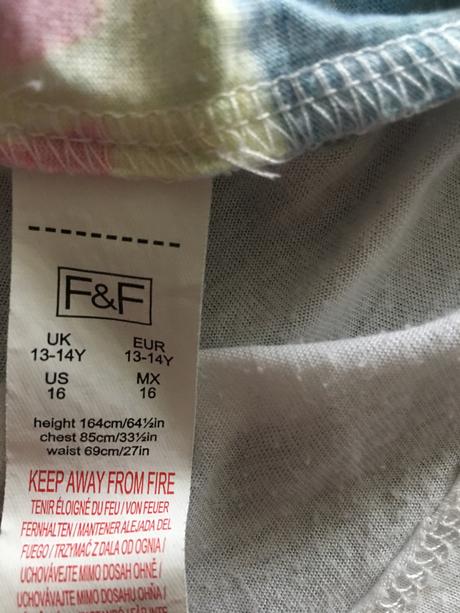 F&F
UK EUR
13-14Y 13-14Y
US MX
16 16
height 164cm/64½in
chest 85cm/33½in
waist 69cm/27in
KEEP AWAY FROM FIRE
TENIR ÉLOIGNÉ DU FEU / VON FEUER
FERNHALTEN / MANTENER ALEJADA DEL
FUEGO / TRZYMAĆ Z DALA OD OGNIA /
UCHOVÁVEJTE MIMO DOSAH OHNĚ /
UCHOVÁVAJTE MIMO DOSAHU OHŇA /